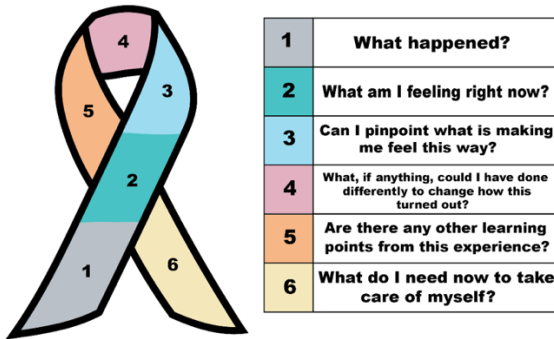 4
3
5
2
1
6
1 What happened?
2 What am I feeling right now?
3 Can I pinpoint what is making
me feel this way?
4 What, if anything, could I have done
differently to change how this
turned out?
5 Are there any other learning
points from this experience?
6 What do I need now to take
care of myself?